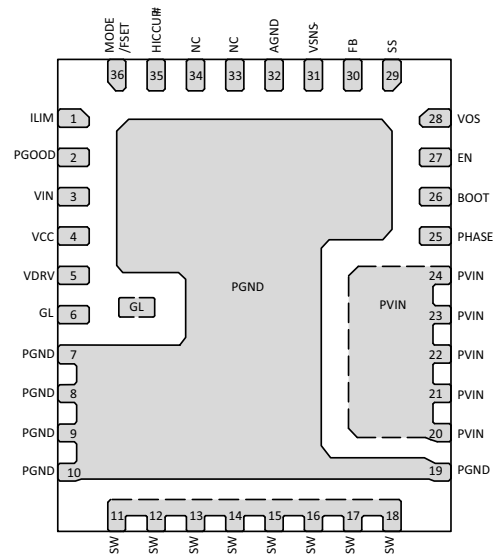 MODE
/FSET
HICCUP#
NC
NC
AGND
VSNS-
FB
SS
36
35
34
33
32
31
30
29
ILIM
1
28
VOS
PGOOD
2
27
EN
VIN
3
26
BOOT
VCC
4
25
PHASE
VDRV
5
24
PVIN
PGND
PVIN
GL
6
GL
23
PVIN
PGND
7
22
PVIN
PGND
8
21
PVIN
PGND
9
20
PVIN
PGND
10
19
PGND
11
12
13
14
15
16
17
18
SW
SW
SW
SW
SW
SW
SW
SW